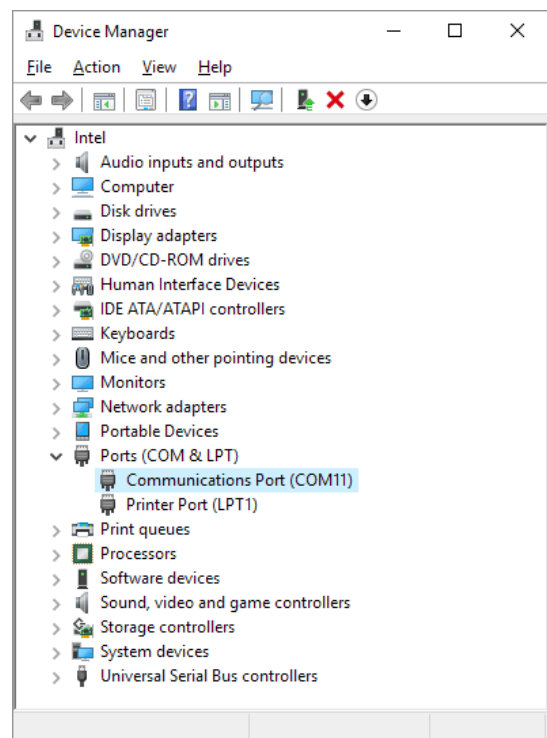 Device Manager
File Action View Help
Intel
Audio inputs and outputs
Computer
Disk drives
Display adapters
DVD/CD-ROM drives
Human Interface Devices
IDE ATA/ATAPI controllers
Keyboards
Mice and other pointing devices
Monitors
Network adapters
Portable Devices
Ports (COM & LPT)
Communications Port (COM11)
Printer Port (LPT1)
Print queues
Processors
Software devices
Sound, video and game controllers
Storage controllers
System devices
Universal Serial Bus controllers